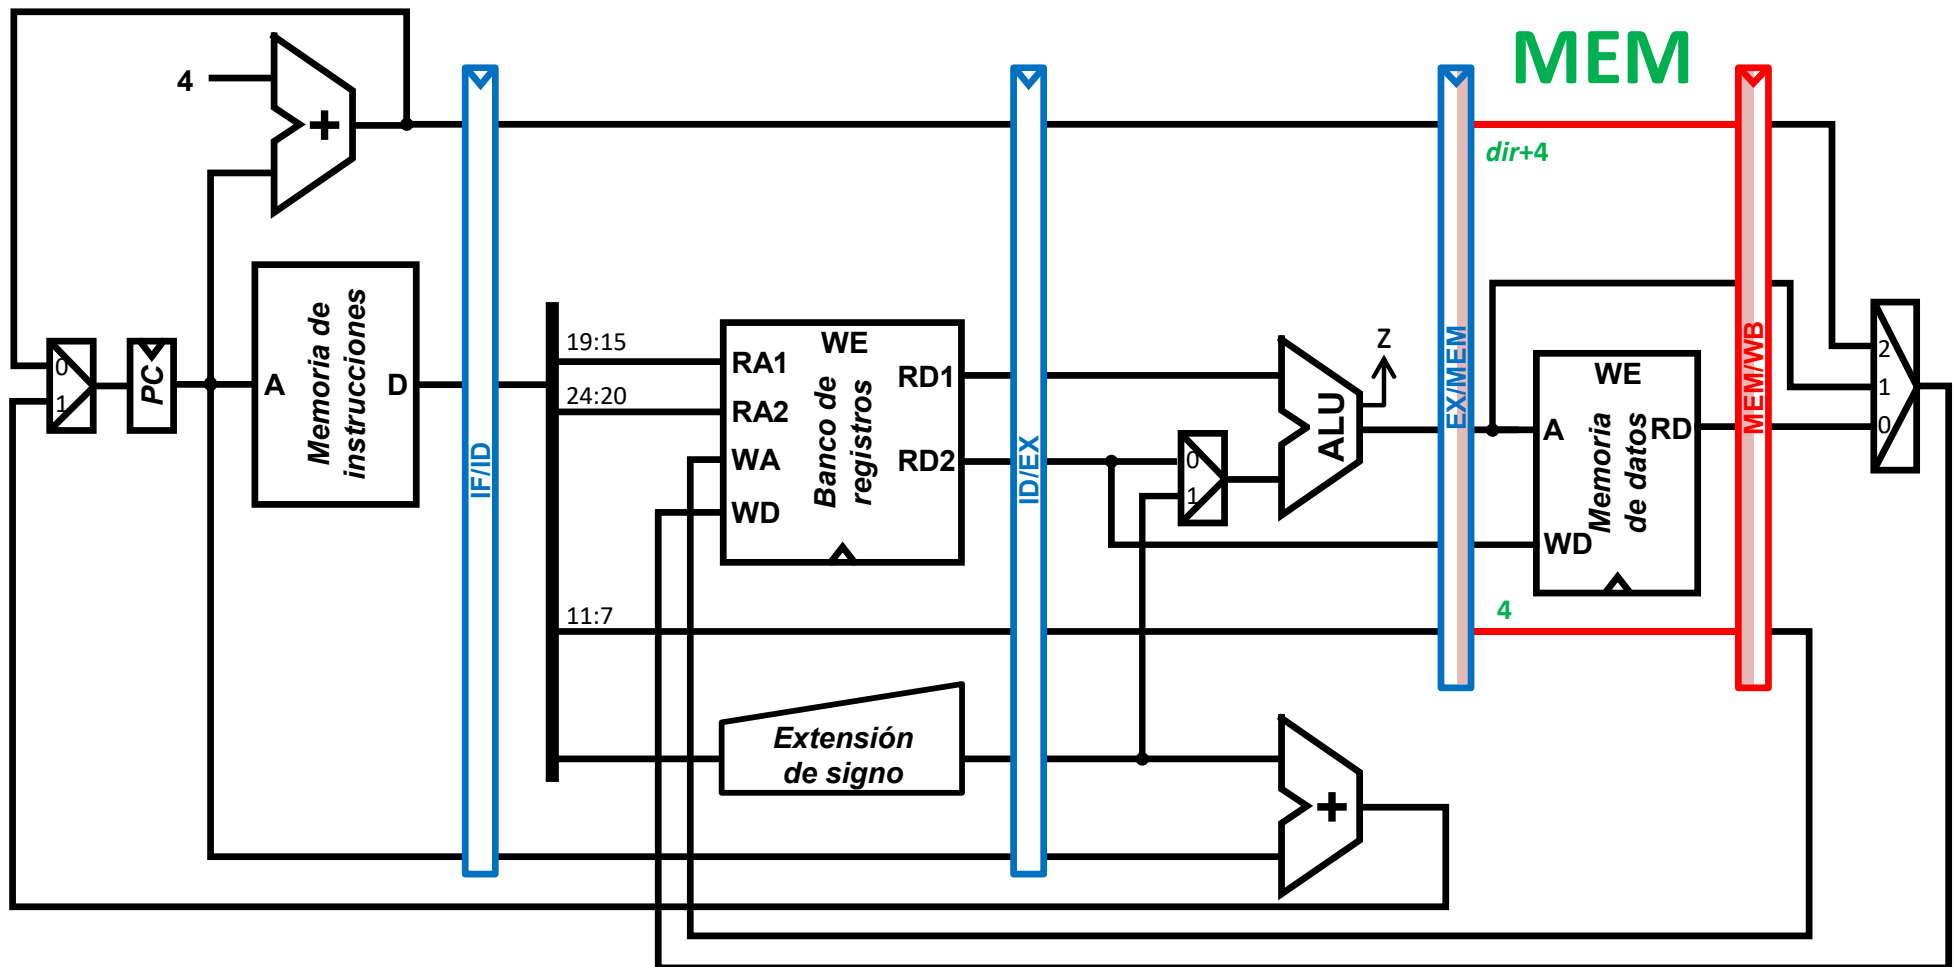 MEM
4
+
dir+4
IF/ID
ID/EX
EX/MEM
MEM/WB
0
1
PC
A
Memoria de
instrucciones
D
19:15
24:20
11:7
RA1
RA2
WA
WD
WE
Banco de
registros
RD1
RD2
0
1
ALU
Z
A
WE
Memoria
de datos
RD
WD
4
2
1
0
Extensión
de signo
+